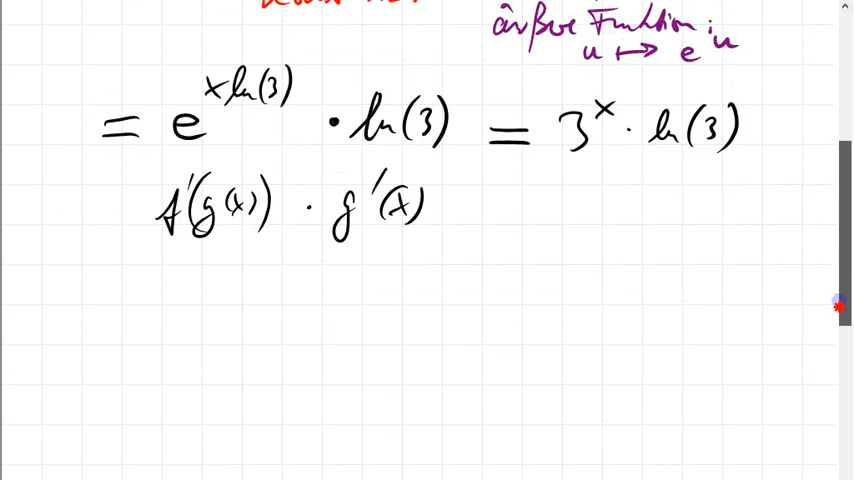 äußere Funktion:
u ↦ e^u
= e^{x ln(3)} · ln(3) = 3^x · ln(3)
f'(g(x)) · g'(x)